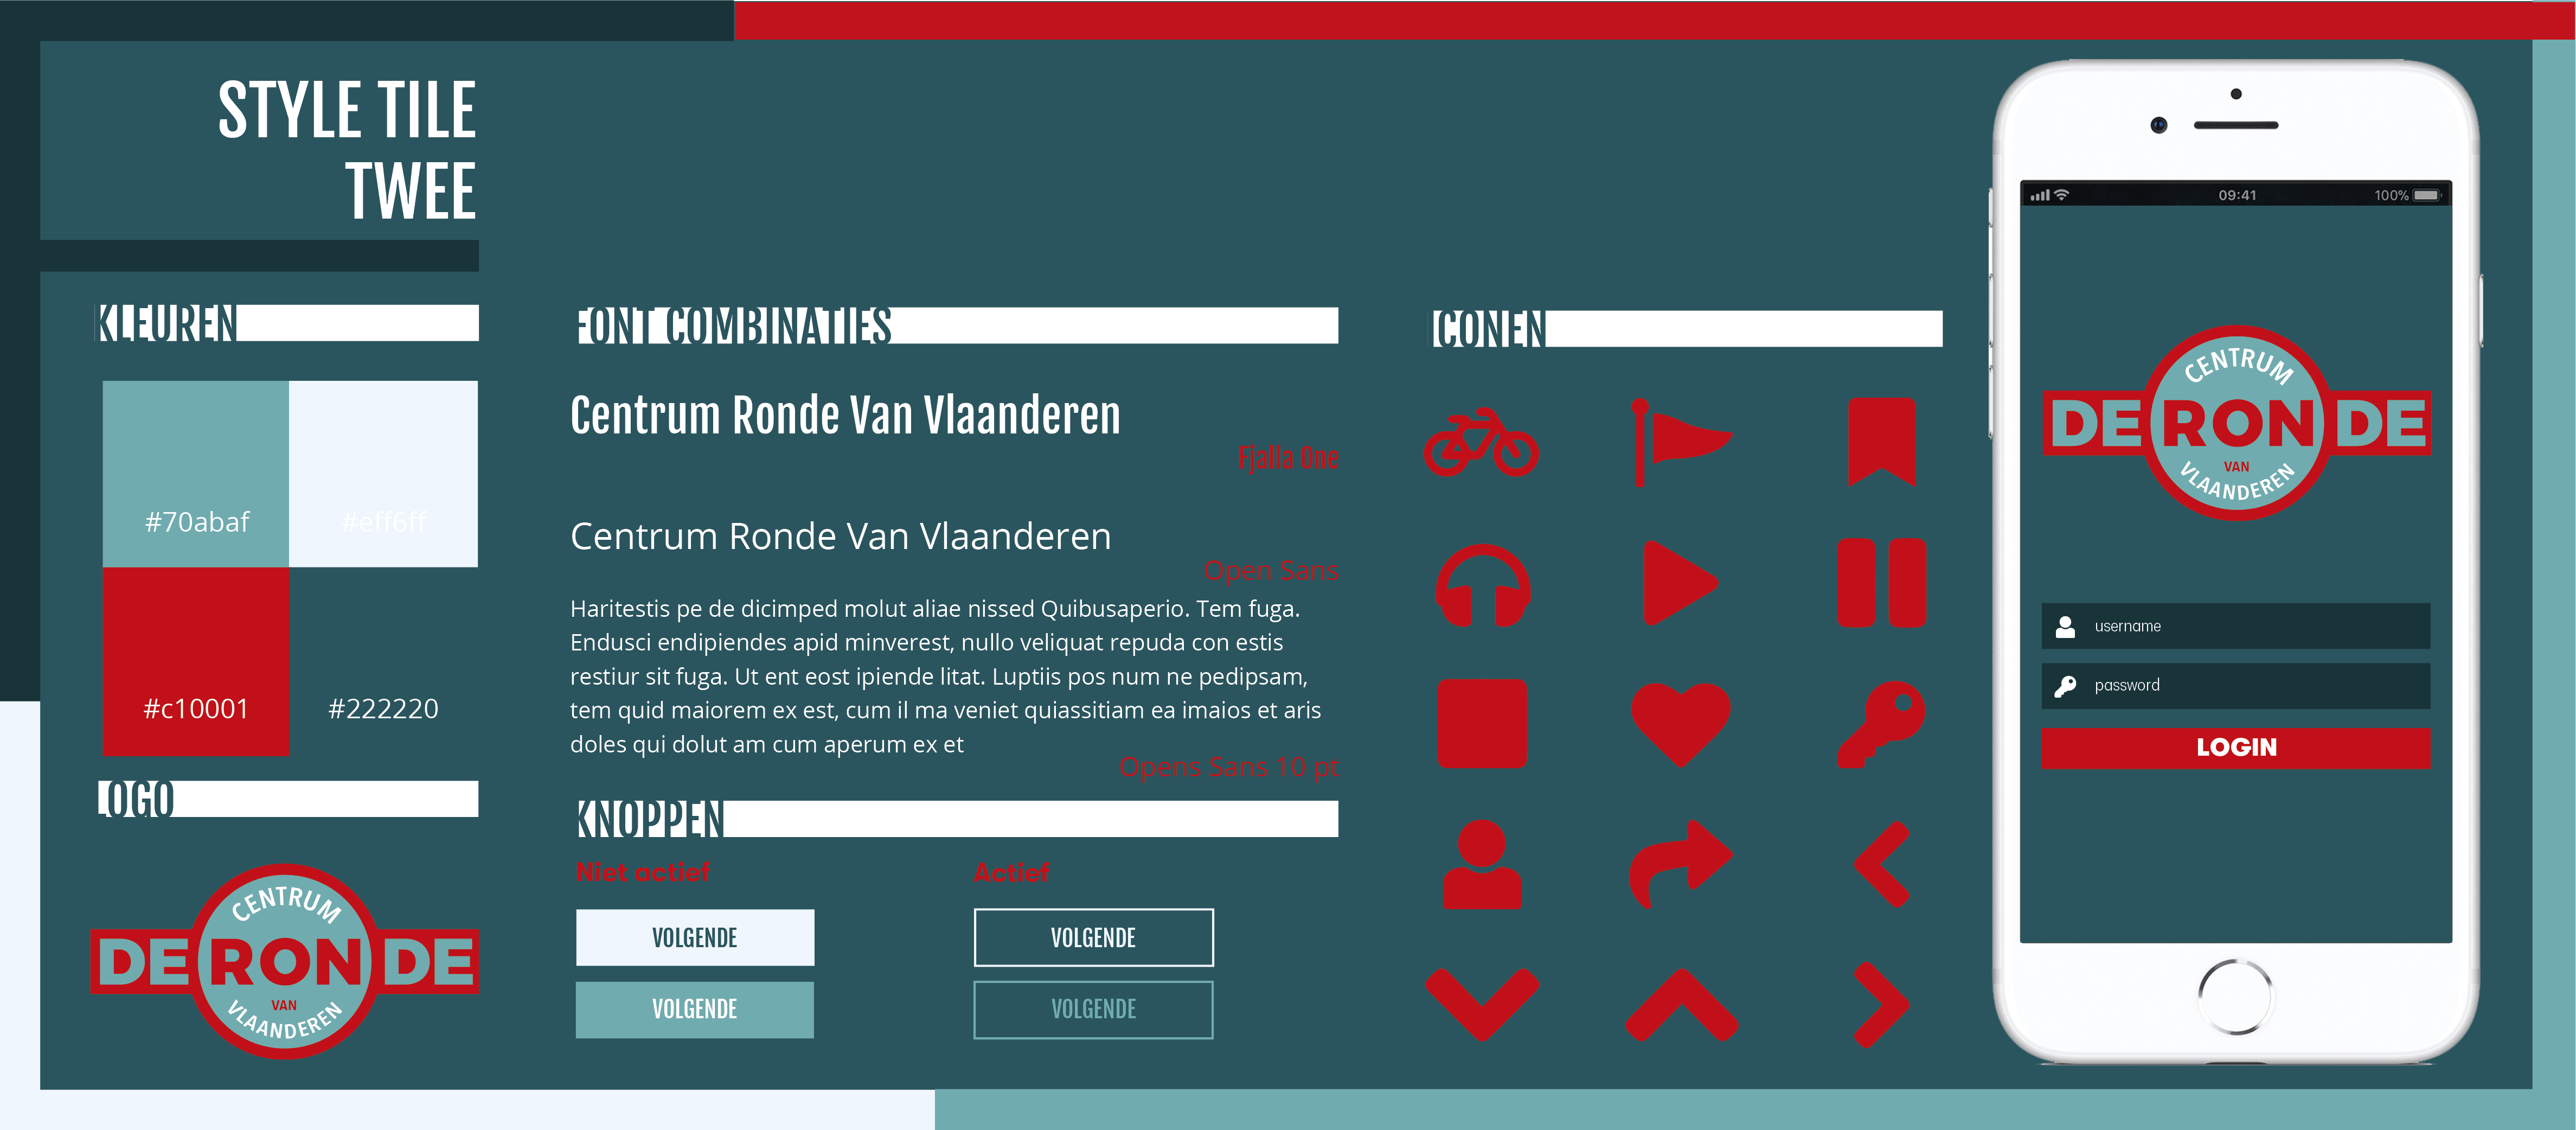 STYLE TILE
TWEE
KLEUREN
#70abaf
#eff6ff
#c10001
#222220
LOGO
CENTRUM
DE RONDE
VAN
VLAANDEREN
FONT COMBINATIES
Centrum Ronde Van Vlaanderen
Fjalla One
Centrum Ronde Van Vlaanderen
Open Sans
Haritestis pe de dicimped molut aliae nissed Quibusaperio. Tem fuga.
Endusci endipiendes apid minverest, nullo veliquat repuda con estis
restiur sit fuga. Ut ent eost ipiende litat. Luptiis pos num ne pedipsam,
tem quid maiorem ex est, cum il ma veniet quiassitiam ea imaios et aris
doles qui dolut am cum aperum ex et
Opens Sans 10 pt
KNOPPEN
Niet actief
Actief
VOLGENDE
VOLGENDE
VOLGENDE
VOLGENDE
ICONEN
09:41
100%
CENTRUM
DE RONDE
VAN
VLAANDEREN
username
password
LOGIN